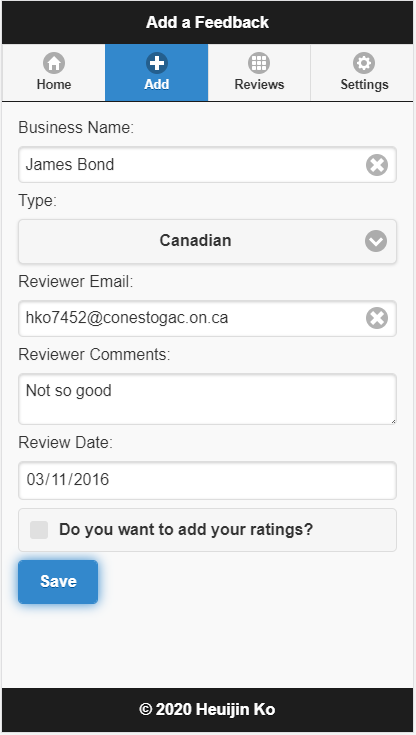 Add a Feedback
Home Add Reviews Settings
Business Name:
James Bond
Type:
Canadian
Reviewer Email:
hko7452@conestogac.on.ca
Reviewer Comments:
Not so good
Review Date:
03/11/2016
Do you want to add your ratings?
Save
© 2020 Heuijin Ko